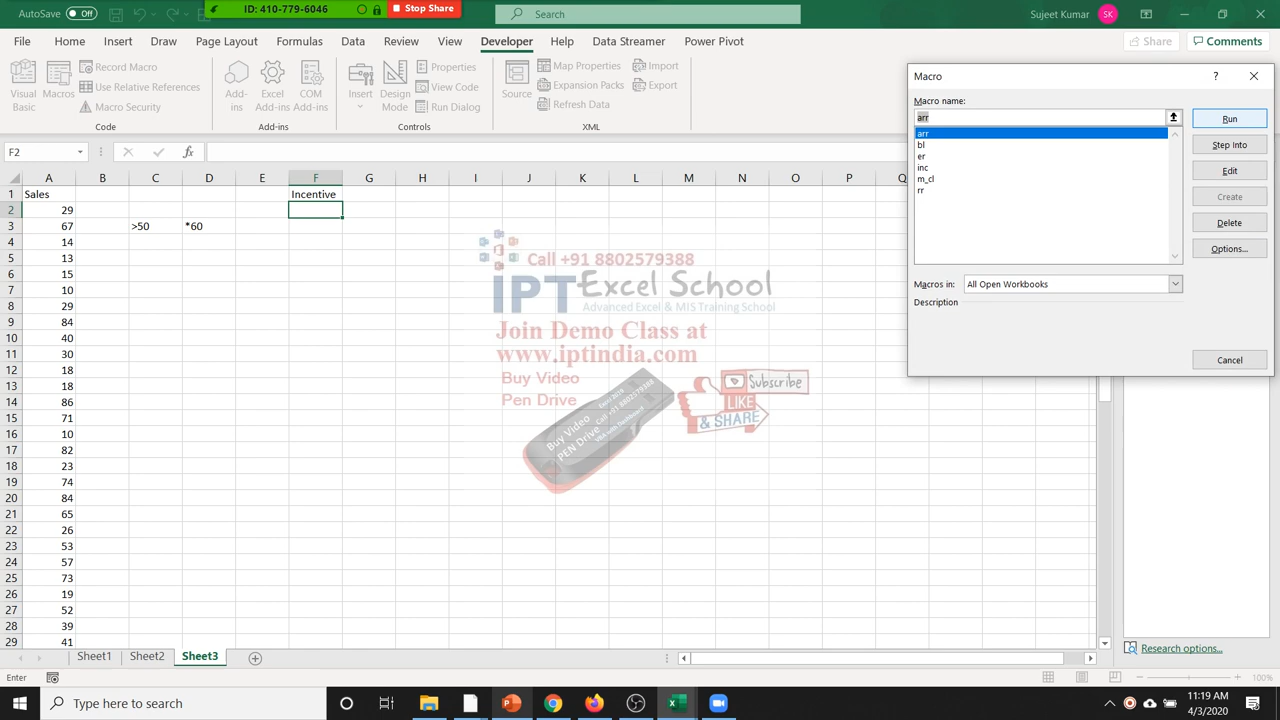 AutoSave Off
ID: 410-779-6046
Stop Share
Search
Sujeet Kumar SK
File Home Insert Draw Page Layout Formulas Data Review View Developer Help Data Streamer Power Pivot
Share Comments
Visual Basic
Macros
Record Macro
Use Relative References
Macro Security
Code
Add-ins
Excel Add-ins
COM Add-ins
Add-ins
Insert
Design Mode
Properties
View Code
Run Dialog
Controls
Source
Map Properties
Expansion Packs
Refresh Data
Import
Export
XML
F2
fx
A B C D E F G H I J K L M N O P Q
1 Sales Incentive
2 29
3 67 >50 *60
4 14
5 13
6 15
7 10
8 29
9 84
10 40
11 30
12 18
13 18
14 86
15 71
16 10
17 82
18 23
19 74
20 84
21 65
22 26
23 53
24 57
25 73
26 19
27 52
28 39
29 41
Call +91 8802579388
IPT Excel School
Advanced Excel & MIS Training School
Join Demo Class at
www.iptindia.com
Buy Video
Pen Drive
Buy Video
PEN Drive
Call +91 8802579388
Subscribe
LIKE
& SHARE
Macro
?
Macro name:
arr
arr
bl
er
inc
m_cl
rr
Run
Step Into
Edit
Create
Delete
Options...
Macros in: All Open Workbooks
Description
Cancel
Research options...
Sheet1 Sheet2 Sheet3
Enter
100%
Type here to search
11:19 AM
4/3/2020